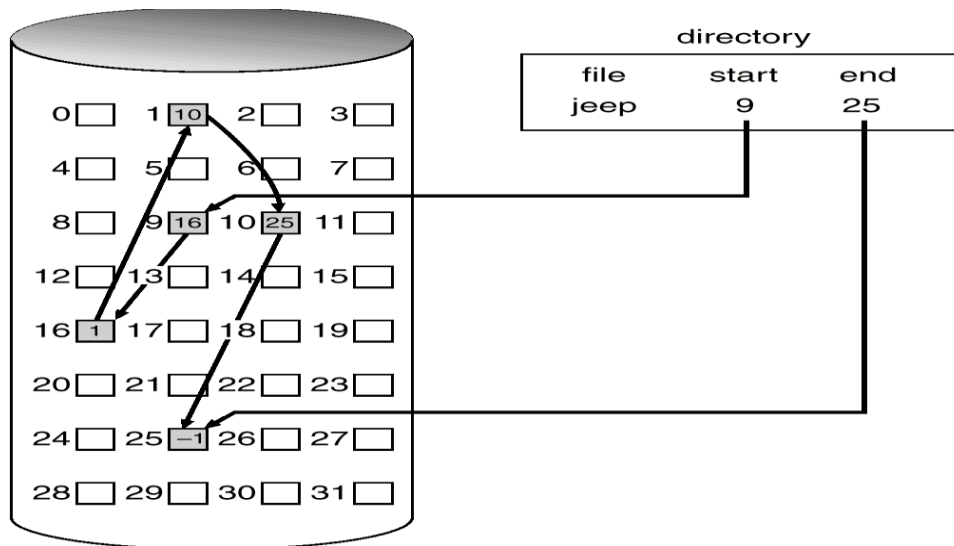 directory
file start end
jeep 9 25
0 1 10 2 3
4 5 6 7
8 9 16 10 25 11
12 13 14 15
16 1 17 18 19
20 21 22 23
24 25 −1 26 27
28 29 30 31